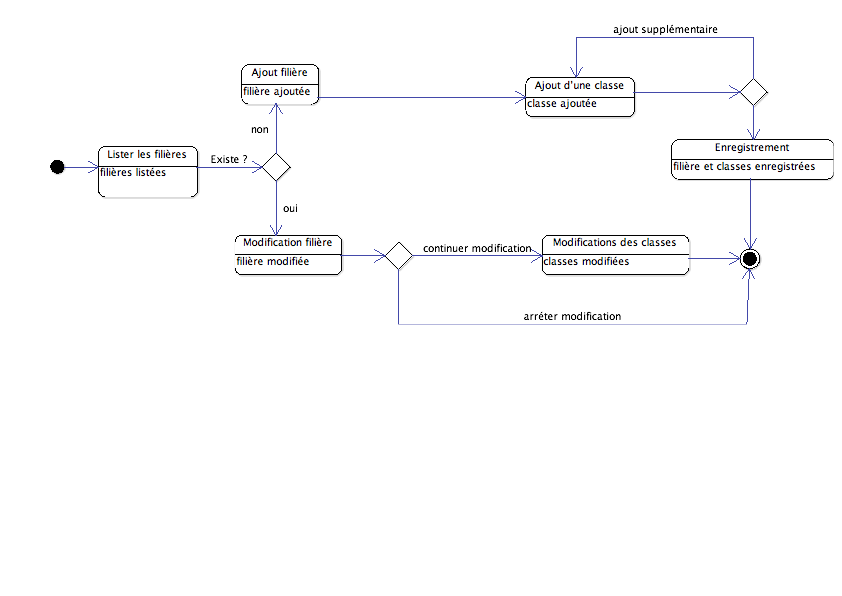 ajout supplémentaire
Ajout filière
filière ajoutée
Ajout d'une classe
classe ajoutée
non
Enregistrement
filière et classes enregistrées
Lister les filières
filières listées
Existe ?
oui
Modification filière
filière modifiée
continuer modification
Modifications des classes
classes modifiées
arréter modification